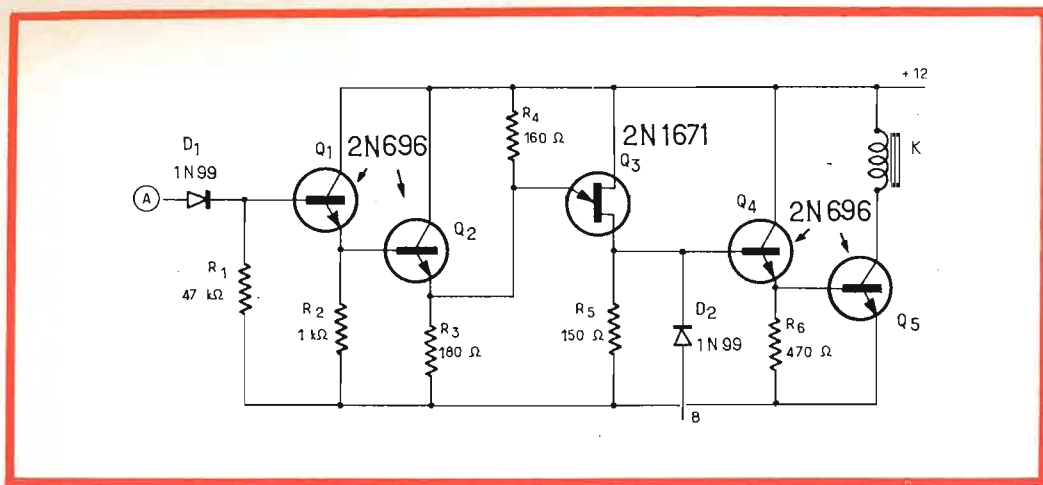 + 12
R4
160 Ω
2N1671
Q3
K
D1
1N99
Q1
2N696
A
Q2
Q4
2N696
R1
47 kΩ
R2
1 kΩ
R3
180 Ω
R5
150 Ω
D2
1N99
R6
470 Ω
Q5
B